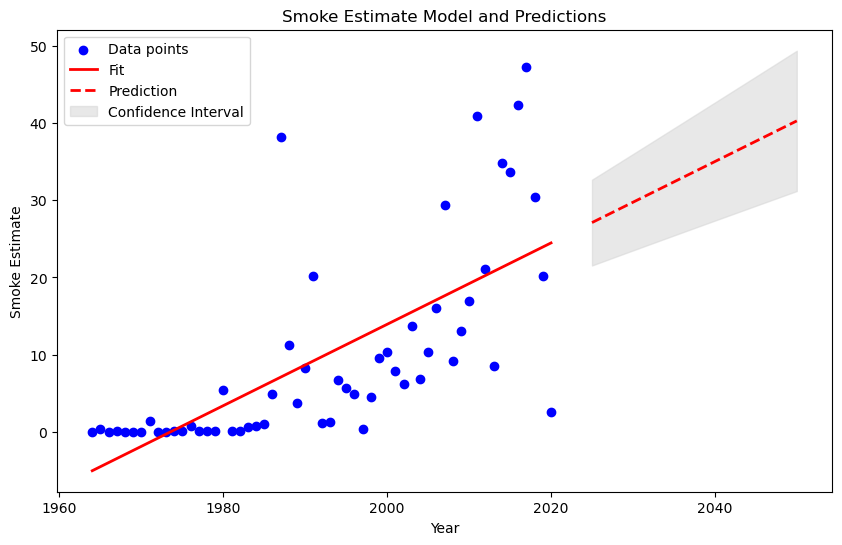 Smoke Estimate Model and Predictions
Data points
Fit
Prediction
Confidence Interval
Smoke Estimate
50
40
30
20
10
0
1960
1980
2000
2020
2040
Year